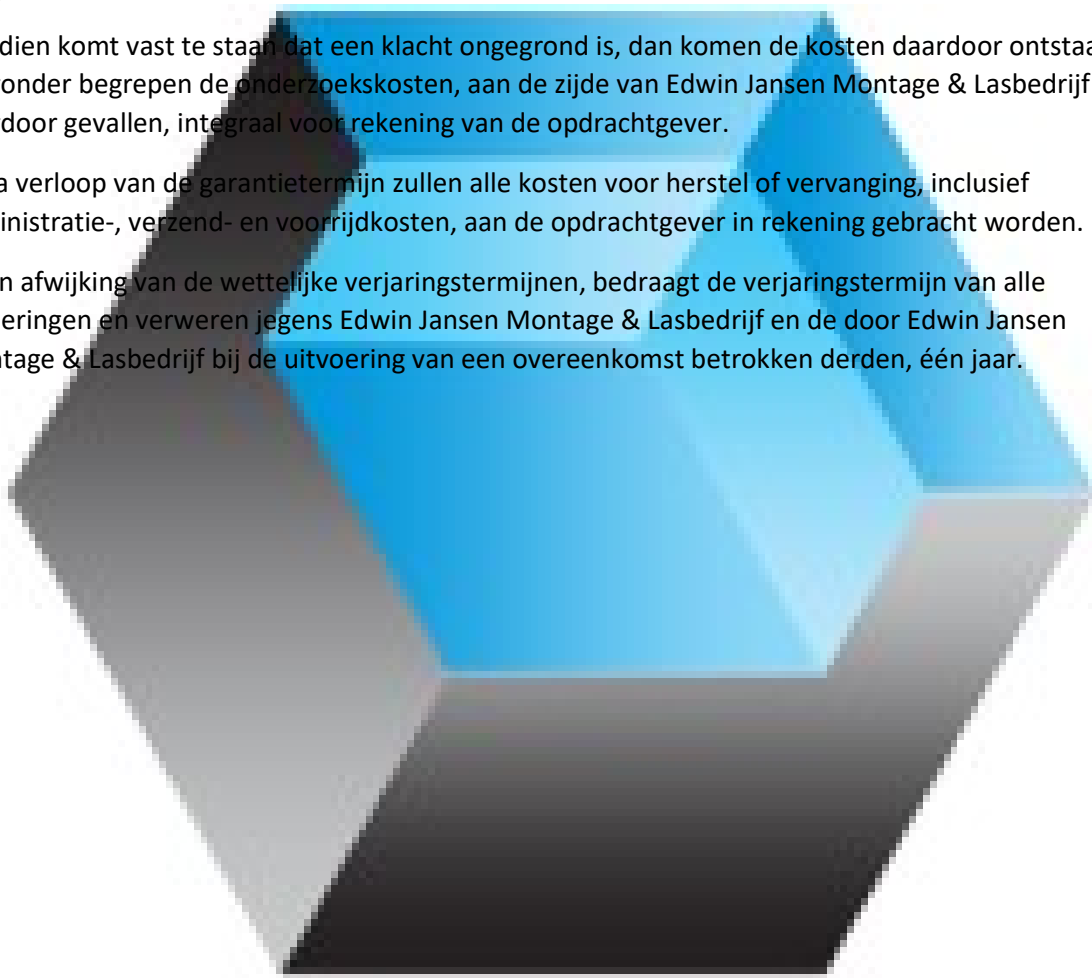 dien komt vast te staan dat een klacht ongegrond is, dan komen de kosten daardoor ontstaa
onder begrepen de onderzoekskosten, aan de zijde van Edwin Jansen Montage & Lasbedrijf
door gevallen, integraal voor rekening van de opdrachtgever.
a verloop van de garantietermijn zullen alle kosten voor herstel of vervanging, inclusief
inistratie-, verzend- en voorrijdkosten, aan de opdrachtgever in rekening gebracht worden.
n afwijking van de wettelijke verjaringstermijnen, bedraagt de verjaringstermijn van alle
eringen en verweren jegens Edwin Jansen Montage & Lasbedrijf en de door Edwin Jansen
tage & Lasbedrijf bij de uitvoering van een overeenkomst betrokken derden, één jaar.